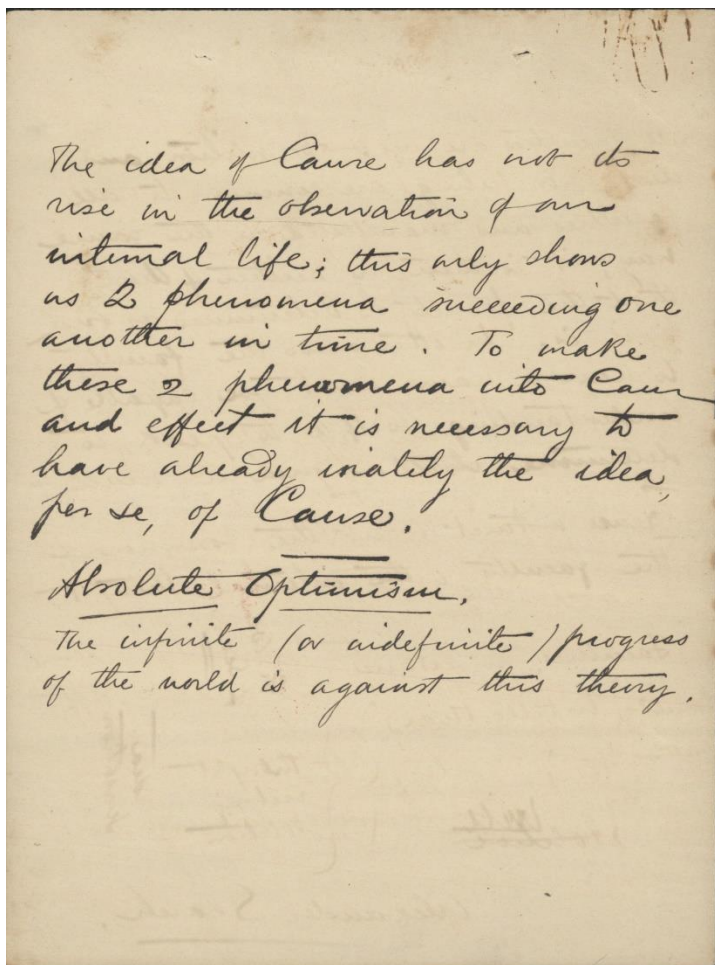 The idea of Cause has not its
rise in the observation of our
internal life; this only shows
us 2 phenomena succeeding one
another in time. To make
these 2 phenomena into Cause
and effect it is necessary to
have already inately the idea,
per se, of Cause.
Absolute Optimism.
The infinite (or indefinite) progress
of the world is against this theory.